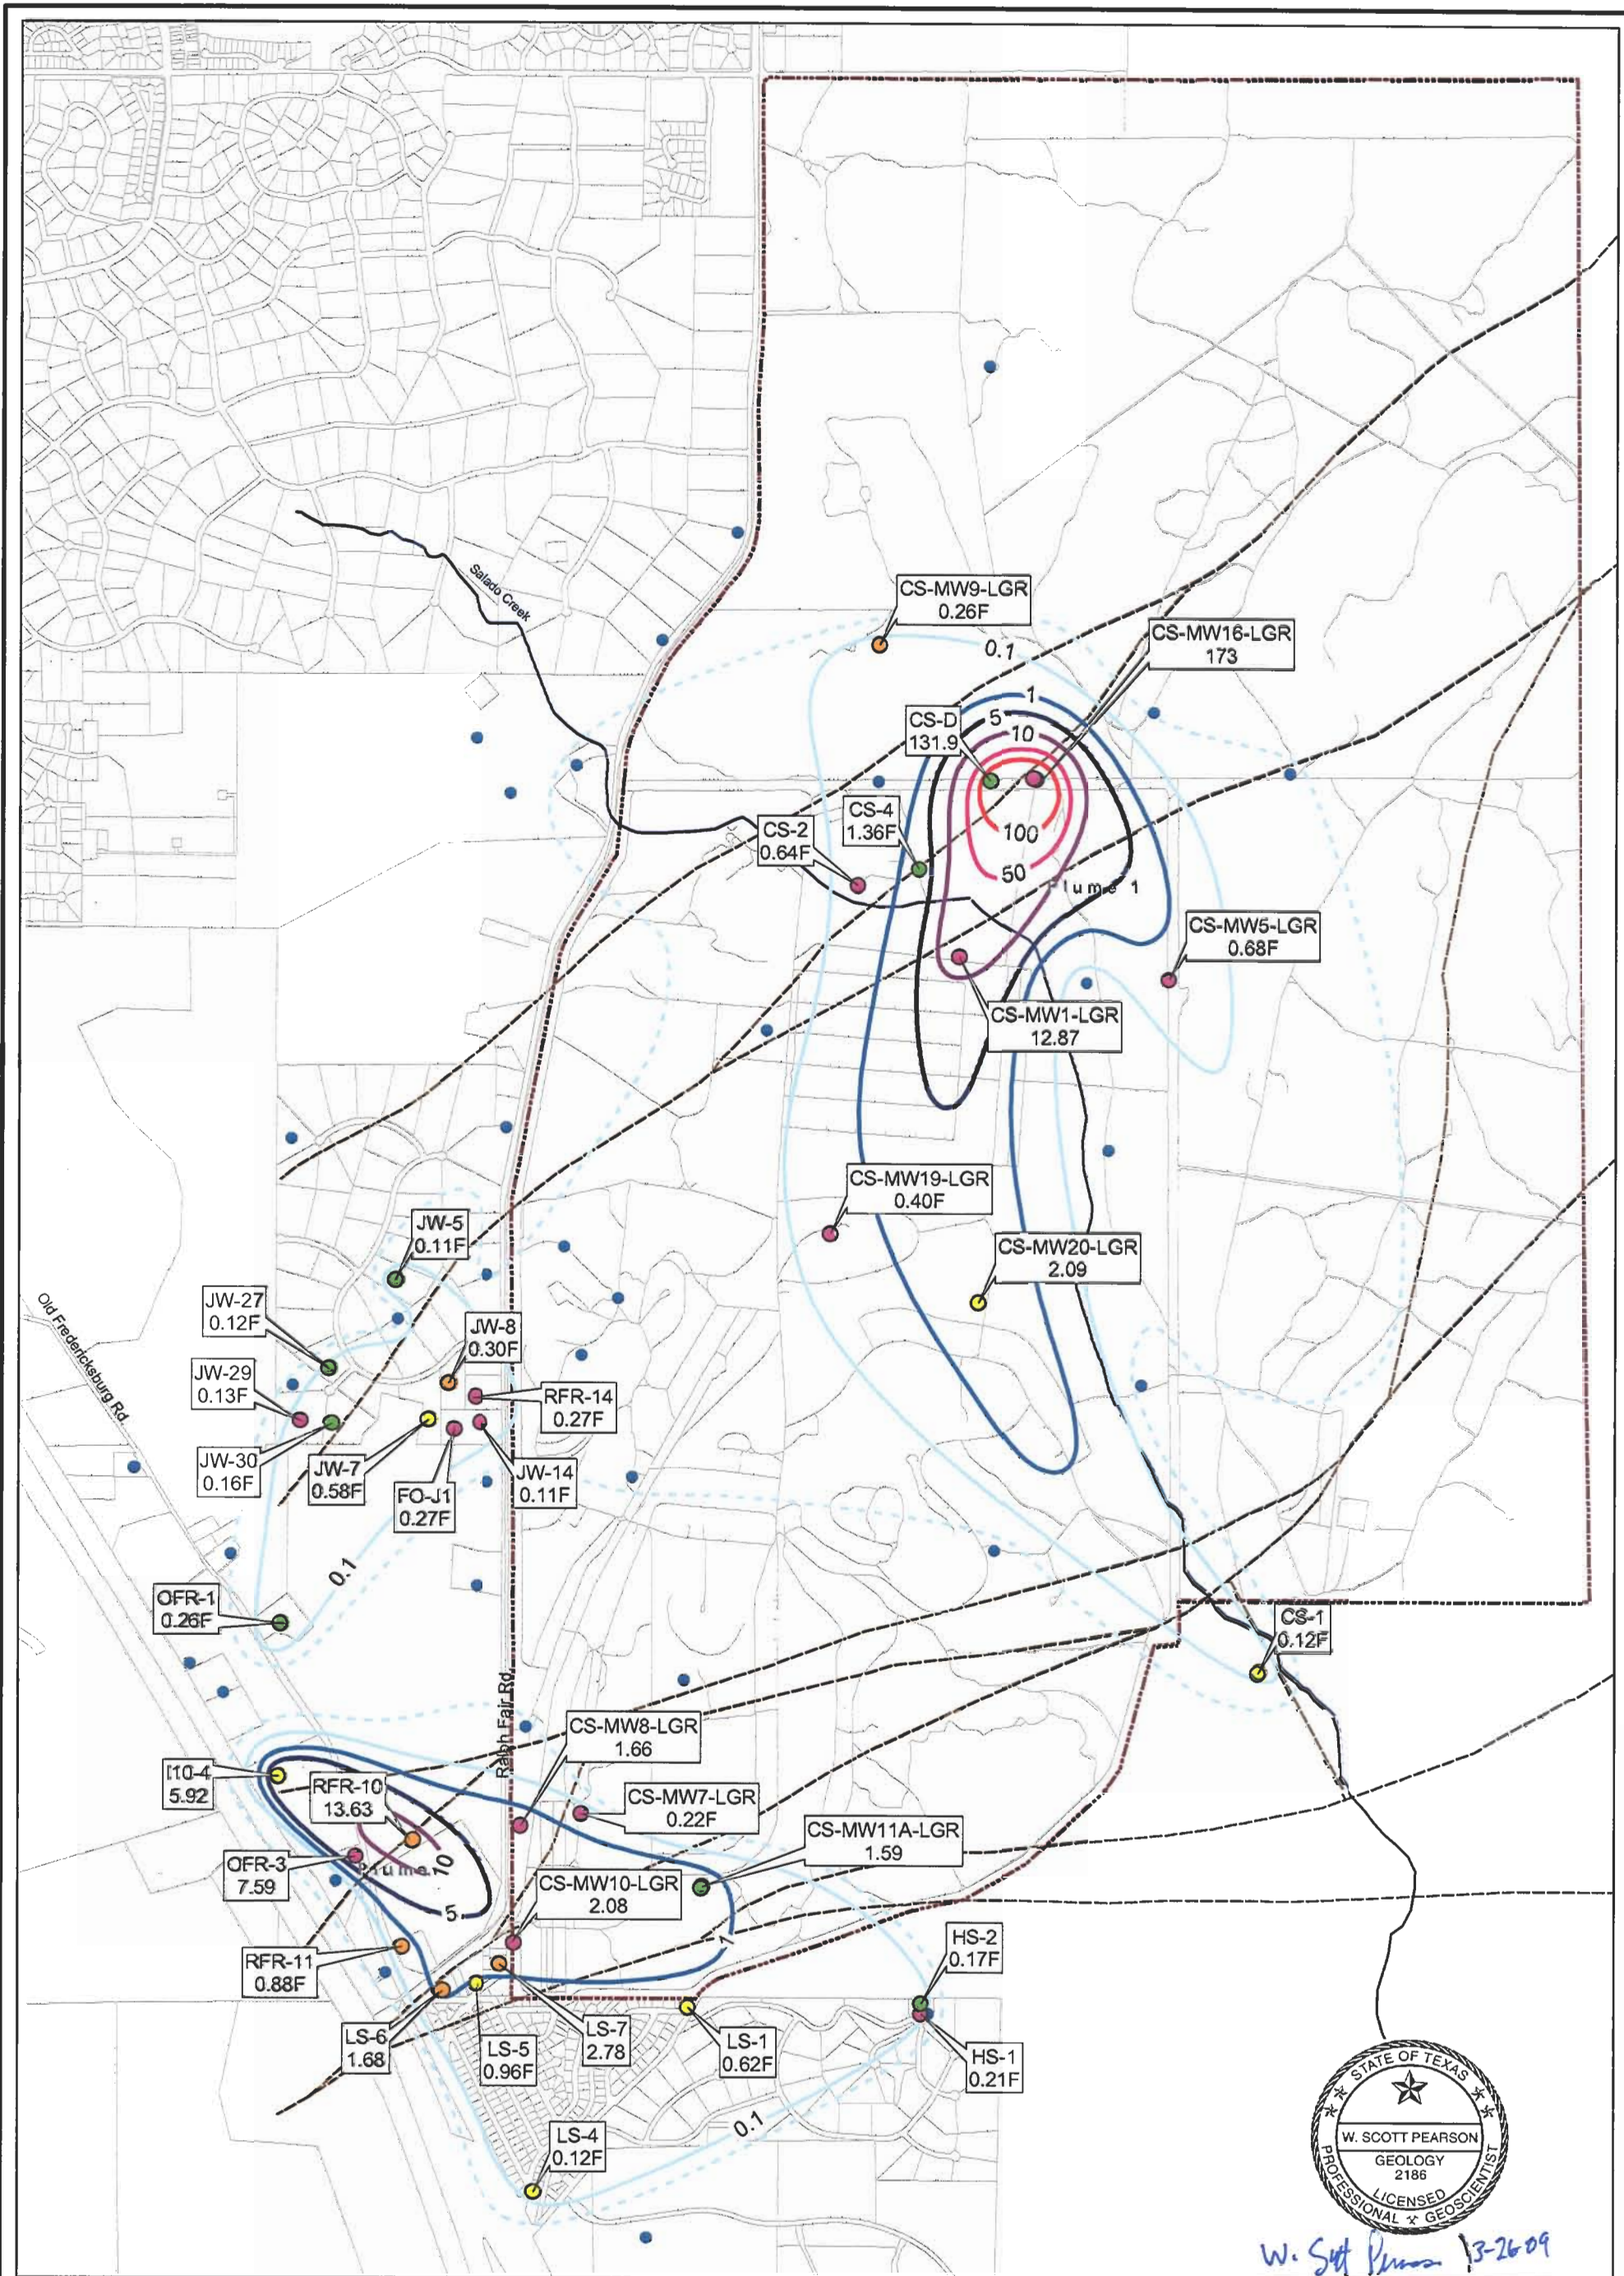 Salado Creek
CS-MW9-LGR
0.26F
0.1
CS-MW16-LGR
173
1
CS-D
131.9
5
10
CS-4
1.36F
CS-2
0.64F
100
50
Plume 1
CS-MW5-LGR
0.68F
CS-MW1-LGR
12.87
CS-MW19-LGR
0.40F
JW-5
0.11F
CS-MW20-LGR
2.09
JW-27
0.12F
Old Fredericksburg Rd
JW-8
0.30F
JW-29
0.13F
RFR-14
0.27F
JW-30
0.16F
JW-7
0.58F
JW-14
0.11F
FO-J1
0.27F
0.1
OFR-1
0.26F
CS-1
0.12F
Ralph Fair Rd
CS-MW8-LGR
1.66
I10-4
5.92
RFR-10
13.63
CS-MW7-LGR
0.22F
CS-MW11A-LGR
1.59
OFR-3
7.59
10
CS-MW10-LGR
2.08
5
1
HS-2
0.17F
RFR-11
0.88F
LS-6
1.68
LS-5
0.96F
LS-7
2.78
LS-1
0.62F
HS-1
0.21F
0.1
LS-4
0.12F
STATE OF TEXAS
W. SCOTT PEARSON
GEOLOGY
2186
LICENSED
PROFESSIONAL GEOSCIENTIST
W. Scott Pearson 3-26-09